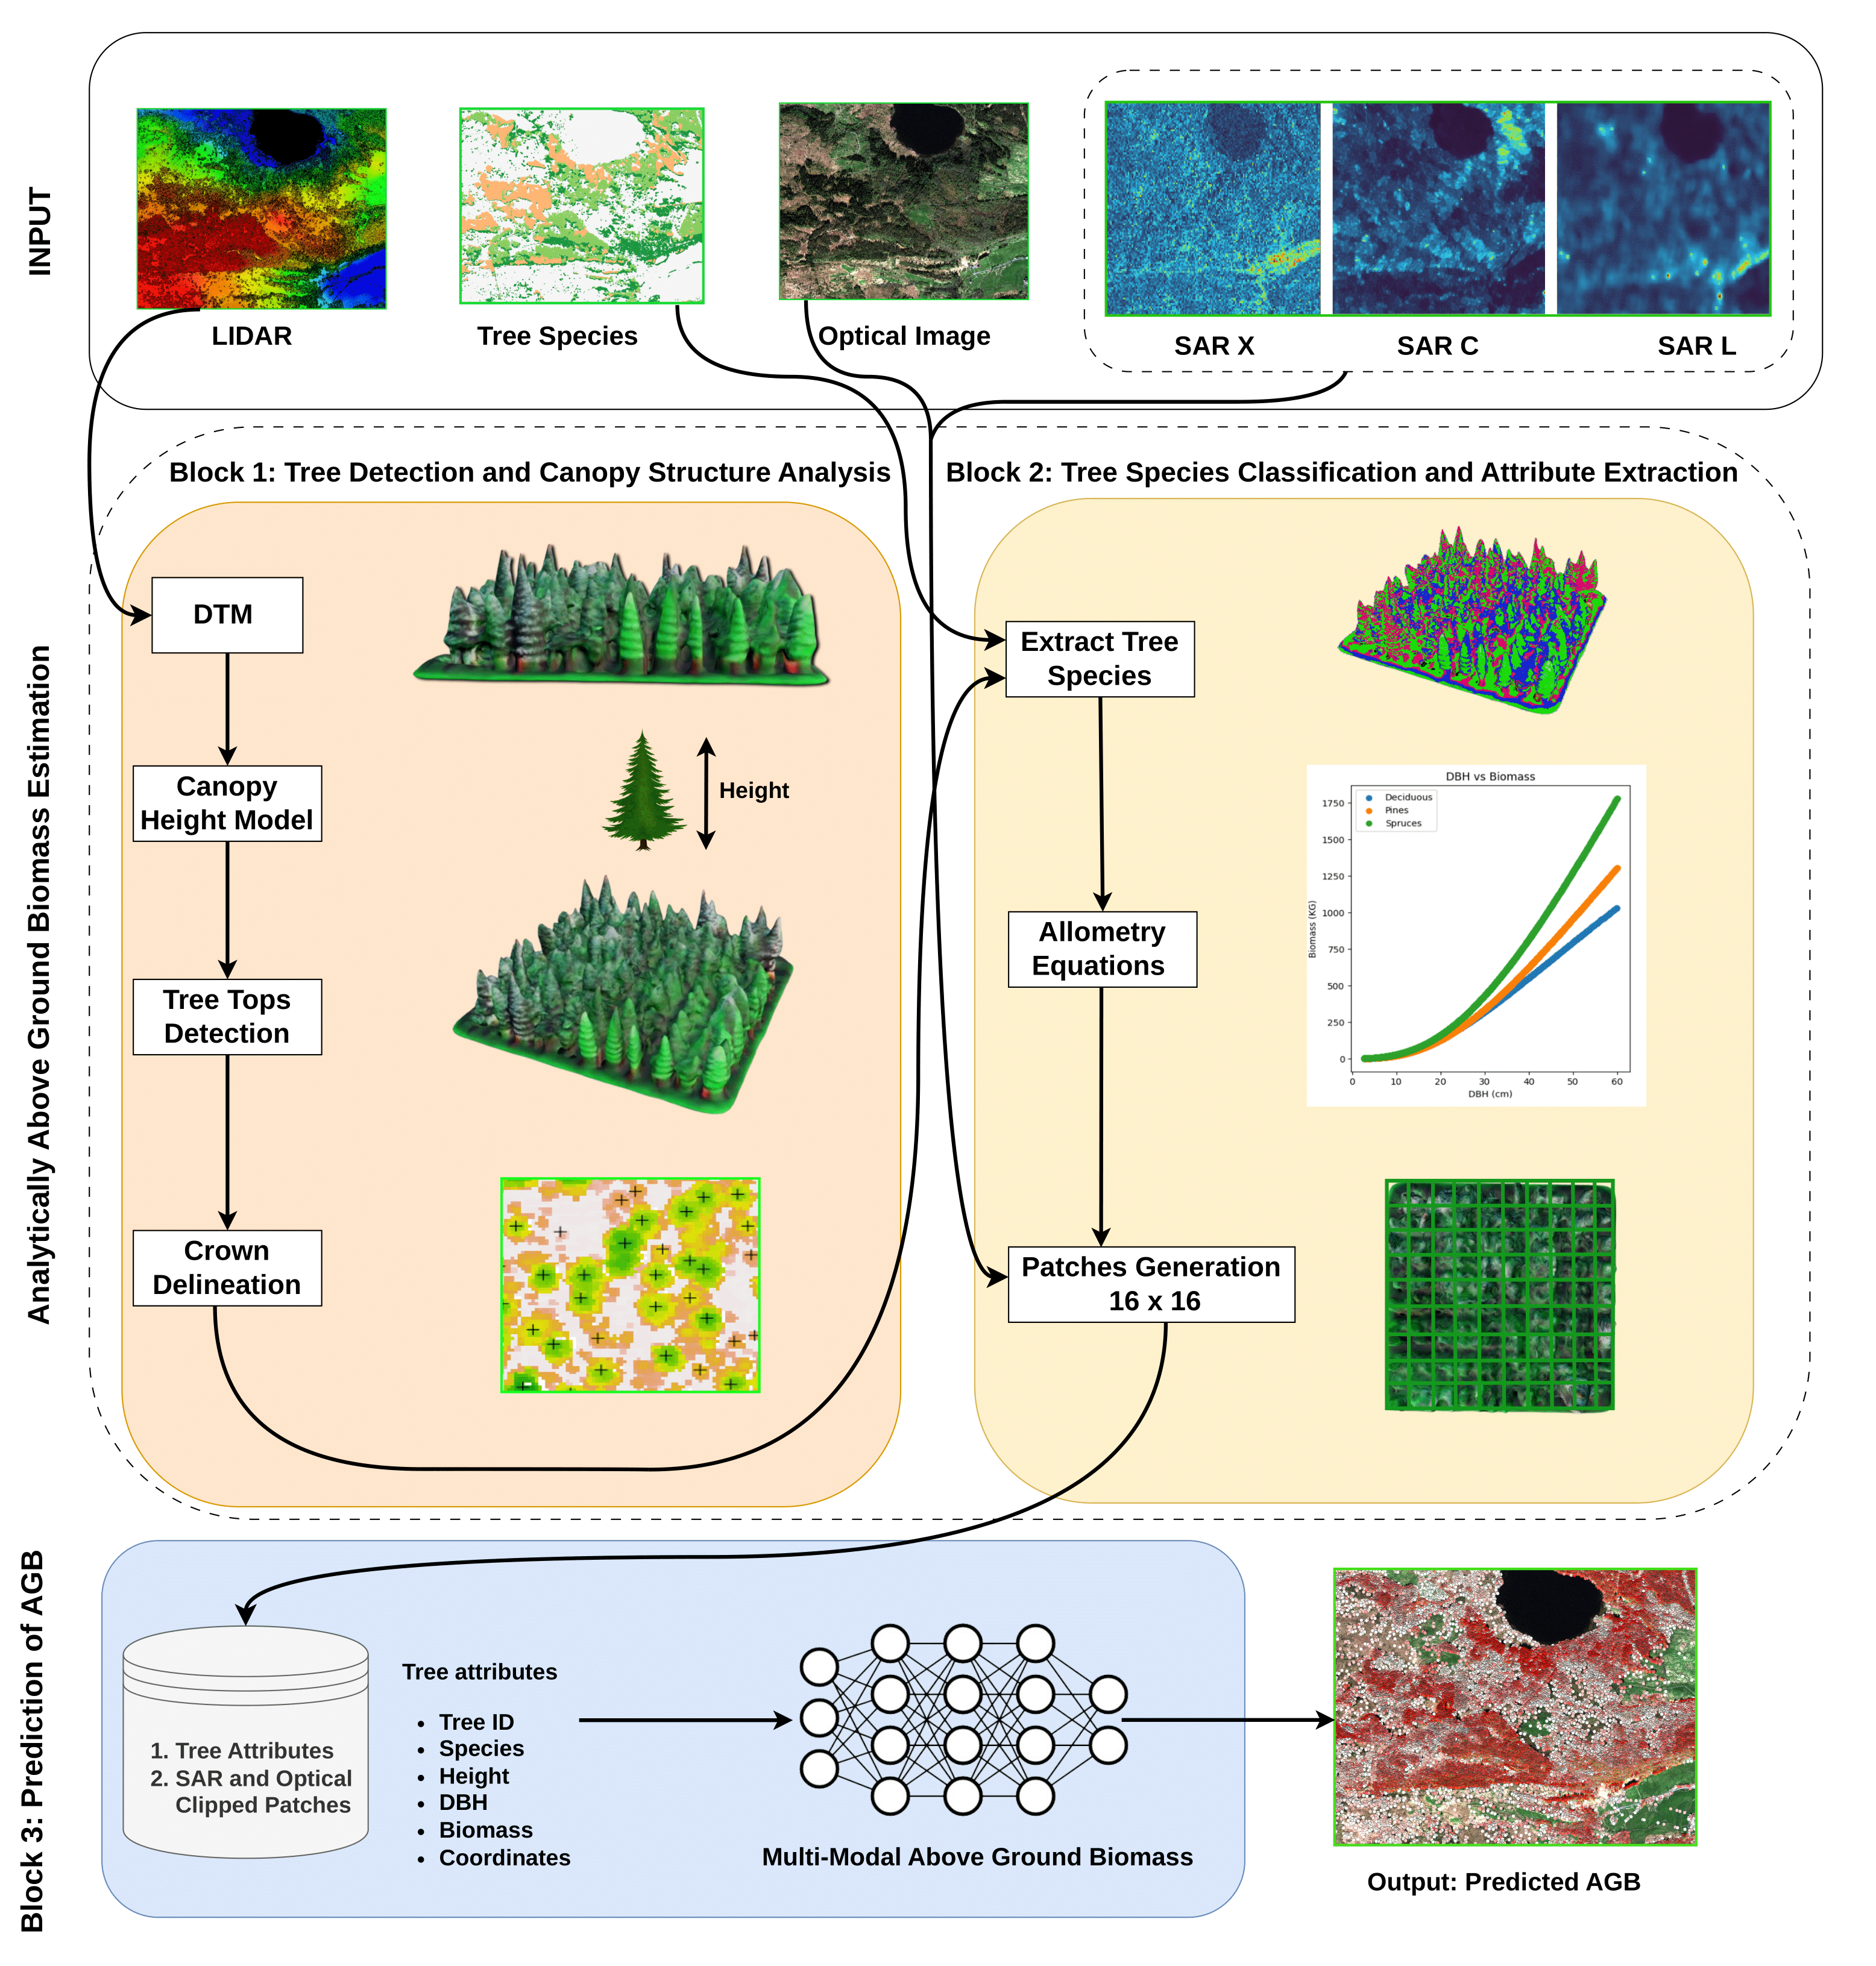 INPUT
LIDAR
Tree Species
Optical Image
SAR X
SAR C
SAR L
Analytically Above Ground Biomass Estimation
Block 1: Tree Detection and Canopy Structure Analysis
DTM
Canopy
Height Model
Height
Tree Tops
Detection
Crown
Delineation
Block 2: Tree Species Classification and Attribute Extraction
Extract Tree
Species
Allometry
Equations
DBH vs Biomass
Deciduous
Pines
Spruces
Biomass (KG)
1750
1500
1250
1000
750
500
250
0
0 10 20 30 40 50 60
DBH (cm)
Patches Generation
16 x 16
Block 3: Prediction of AGB
1. Tree Attributes
2. SAR and Optical
Clipped Patches
Tree attributes
• Tree ID
• Species
• Height
• DBH
• Biomass
• Coordinates
Multi-Modal Above Ground Biomass
Output: Predicted AGB